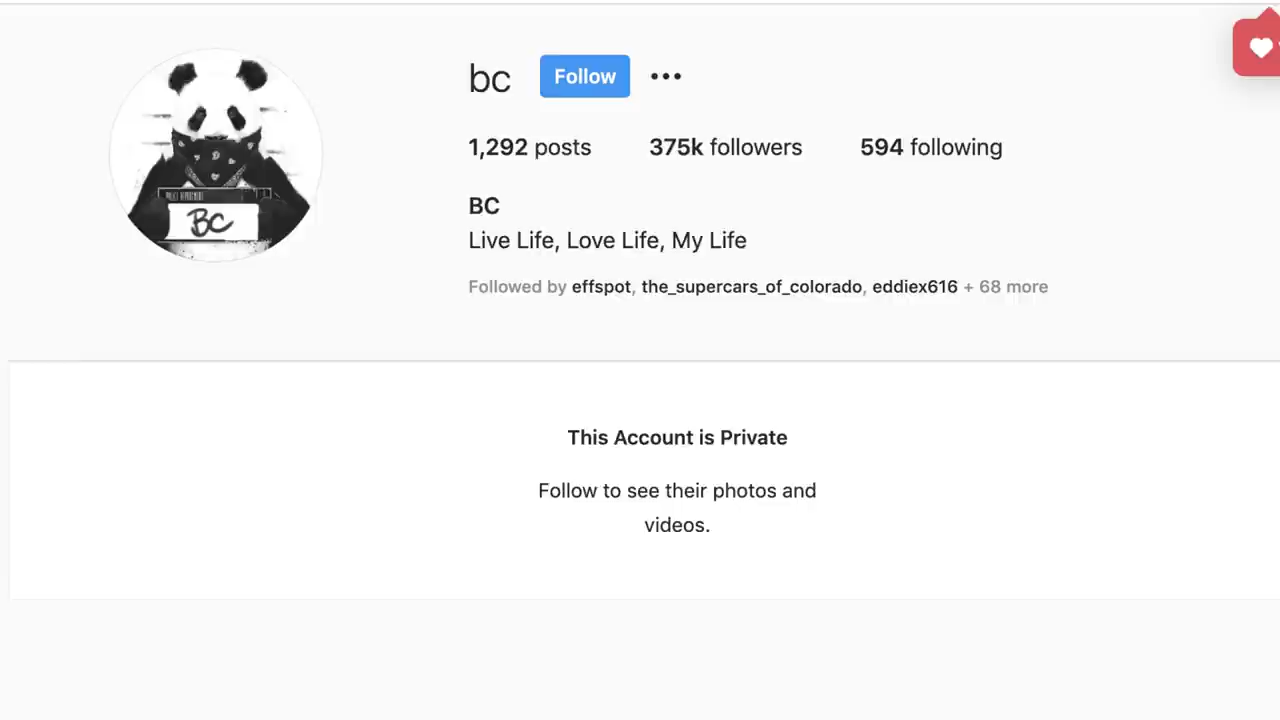 bc Follow
1,292 posts 375k followers 594 following
BC
Live Life, Love Life, My Life
Followed by effspot, the_supercars_of_colorado, eddiex616 + 68 more
BC
This Account is Private
Follow to see their photos and
videos.